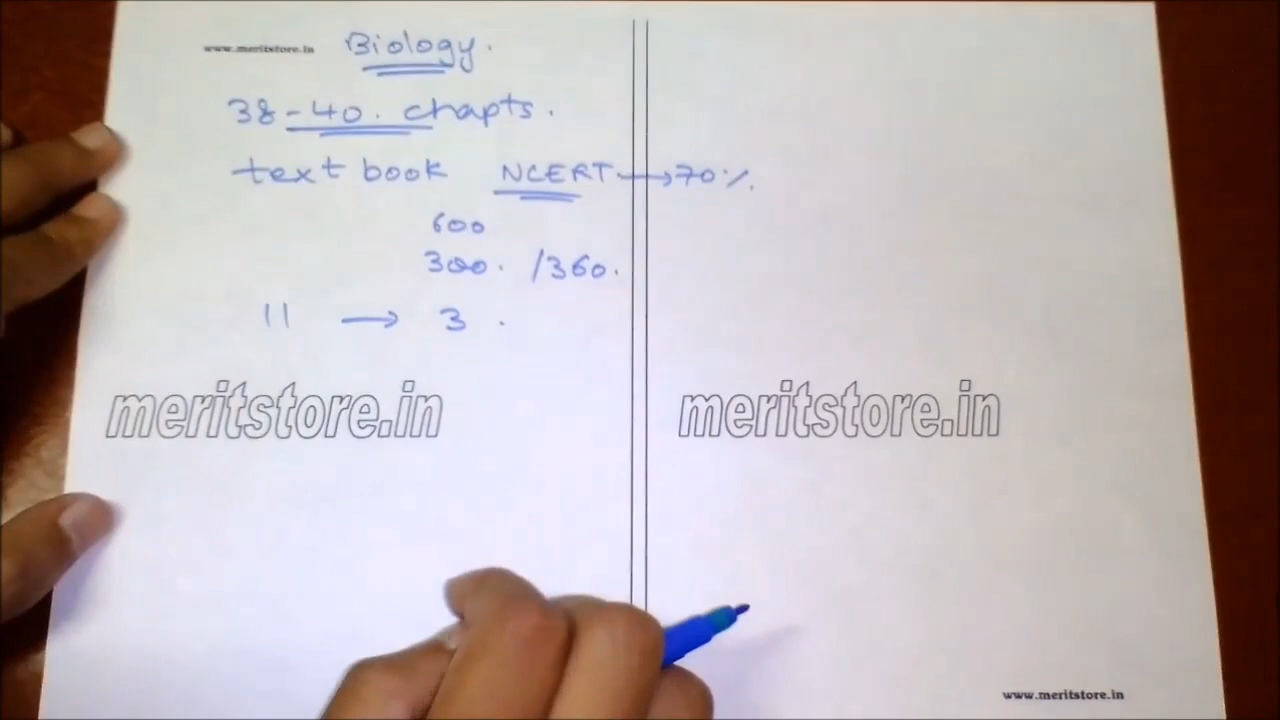 www.meritstore.in Biology.
38-40. chapts.
text book NCERT → 70%.
600
300. /360.
11 → 3 .
meritstore.in meritstore.in
www.meritstore.in